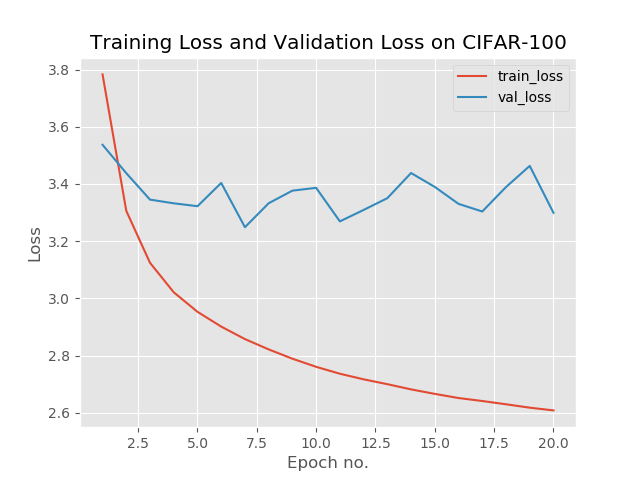 Training Loss and Validation Loss on CIFAR-100
train_loss
val_loss
3.8
3.6
3.4
3.2
3.0
2.8
2.6
Loss
2.5 5.0 7.5 10.0 12.5 15.0 17.5 20.0
Epoch no.